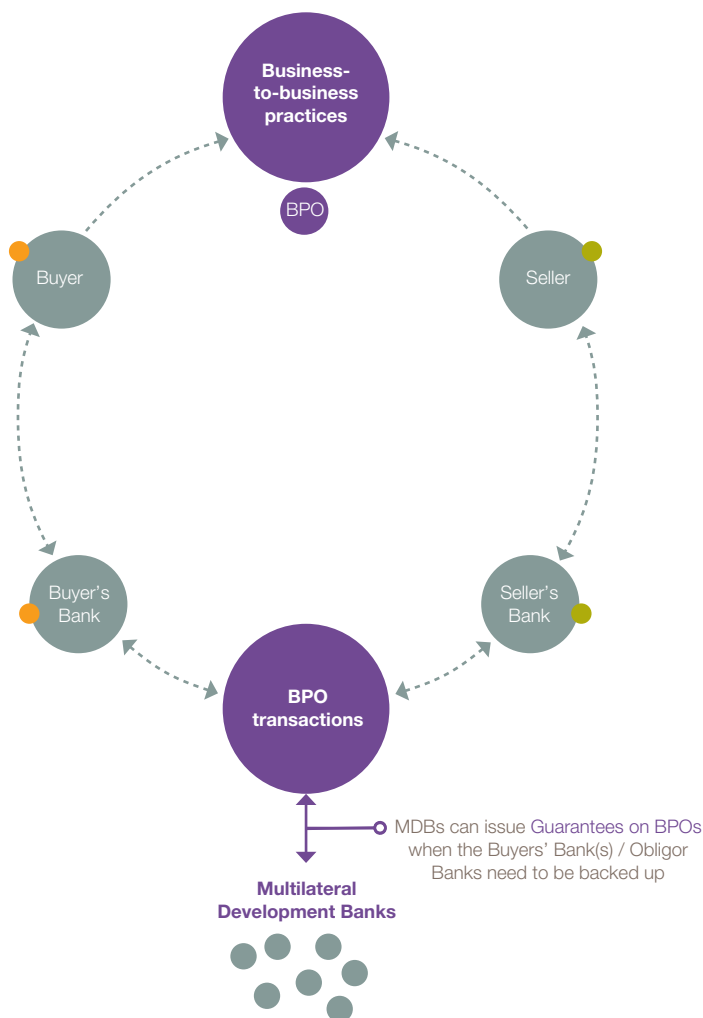 Business-
to-business
practices
BPO
Buyer
Seller
Buyer’s
Bank
Seller’s
Bank
BPO
transactions
MDBs can issue Guarantees on BPOs
when the Buyers’ Bank(s) / Obligor
Banks need to be backed up
Multilateral
Development Banks